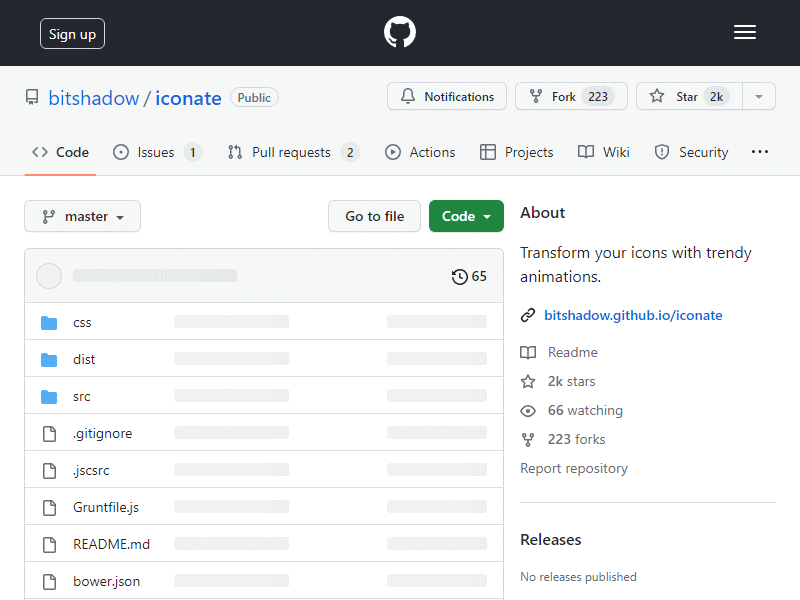 Sign up
bitshadow / iconate Public
Notifications Fork 223 Star 2k
Code Issues 1 Pull requests 2 Actions Projects Wiki Security
master Go to file Code
65
css
dist
src
.gitignore
.jscsrc
Gruntfile.js
README.md
bower.json
About
Transform your icons with trendy
animations.
bitshadow.github.io/iconate
Readme
2k stars
66 watching
223 forks
Report repository
Releases
No releases published